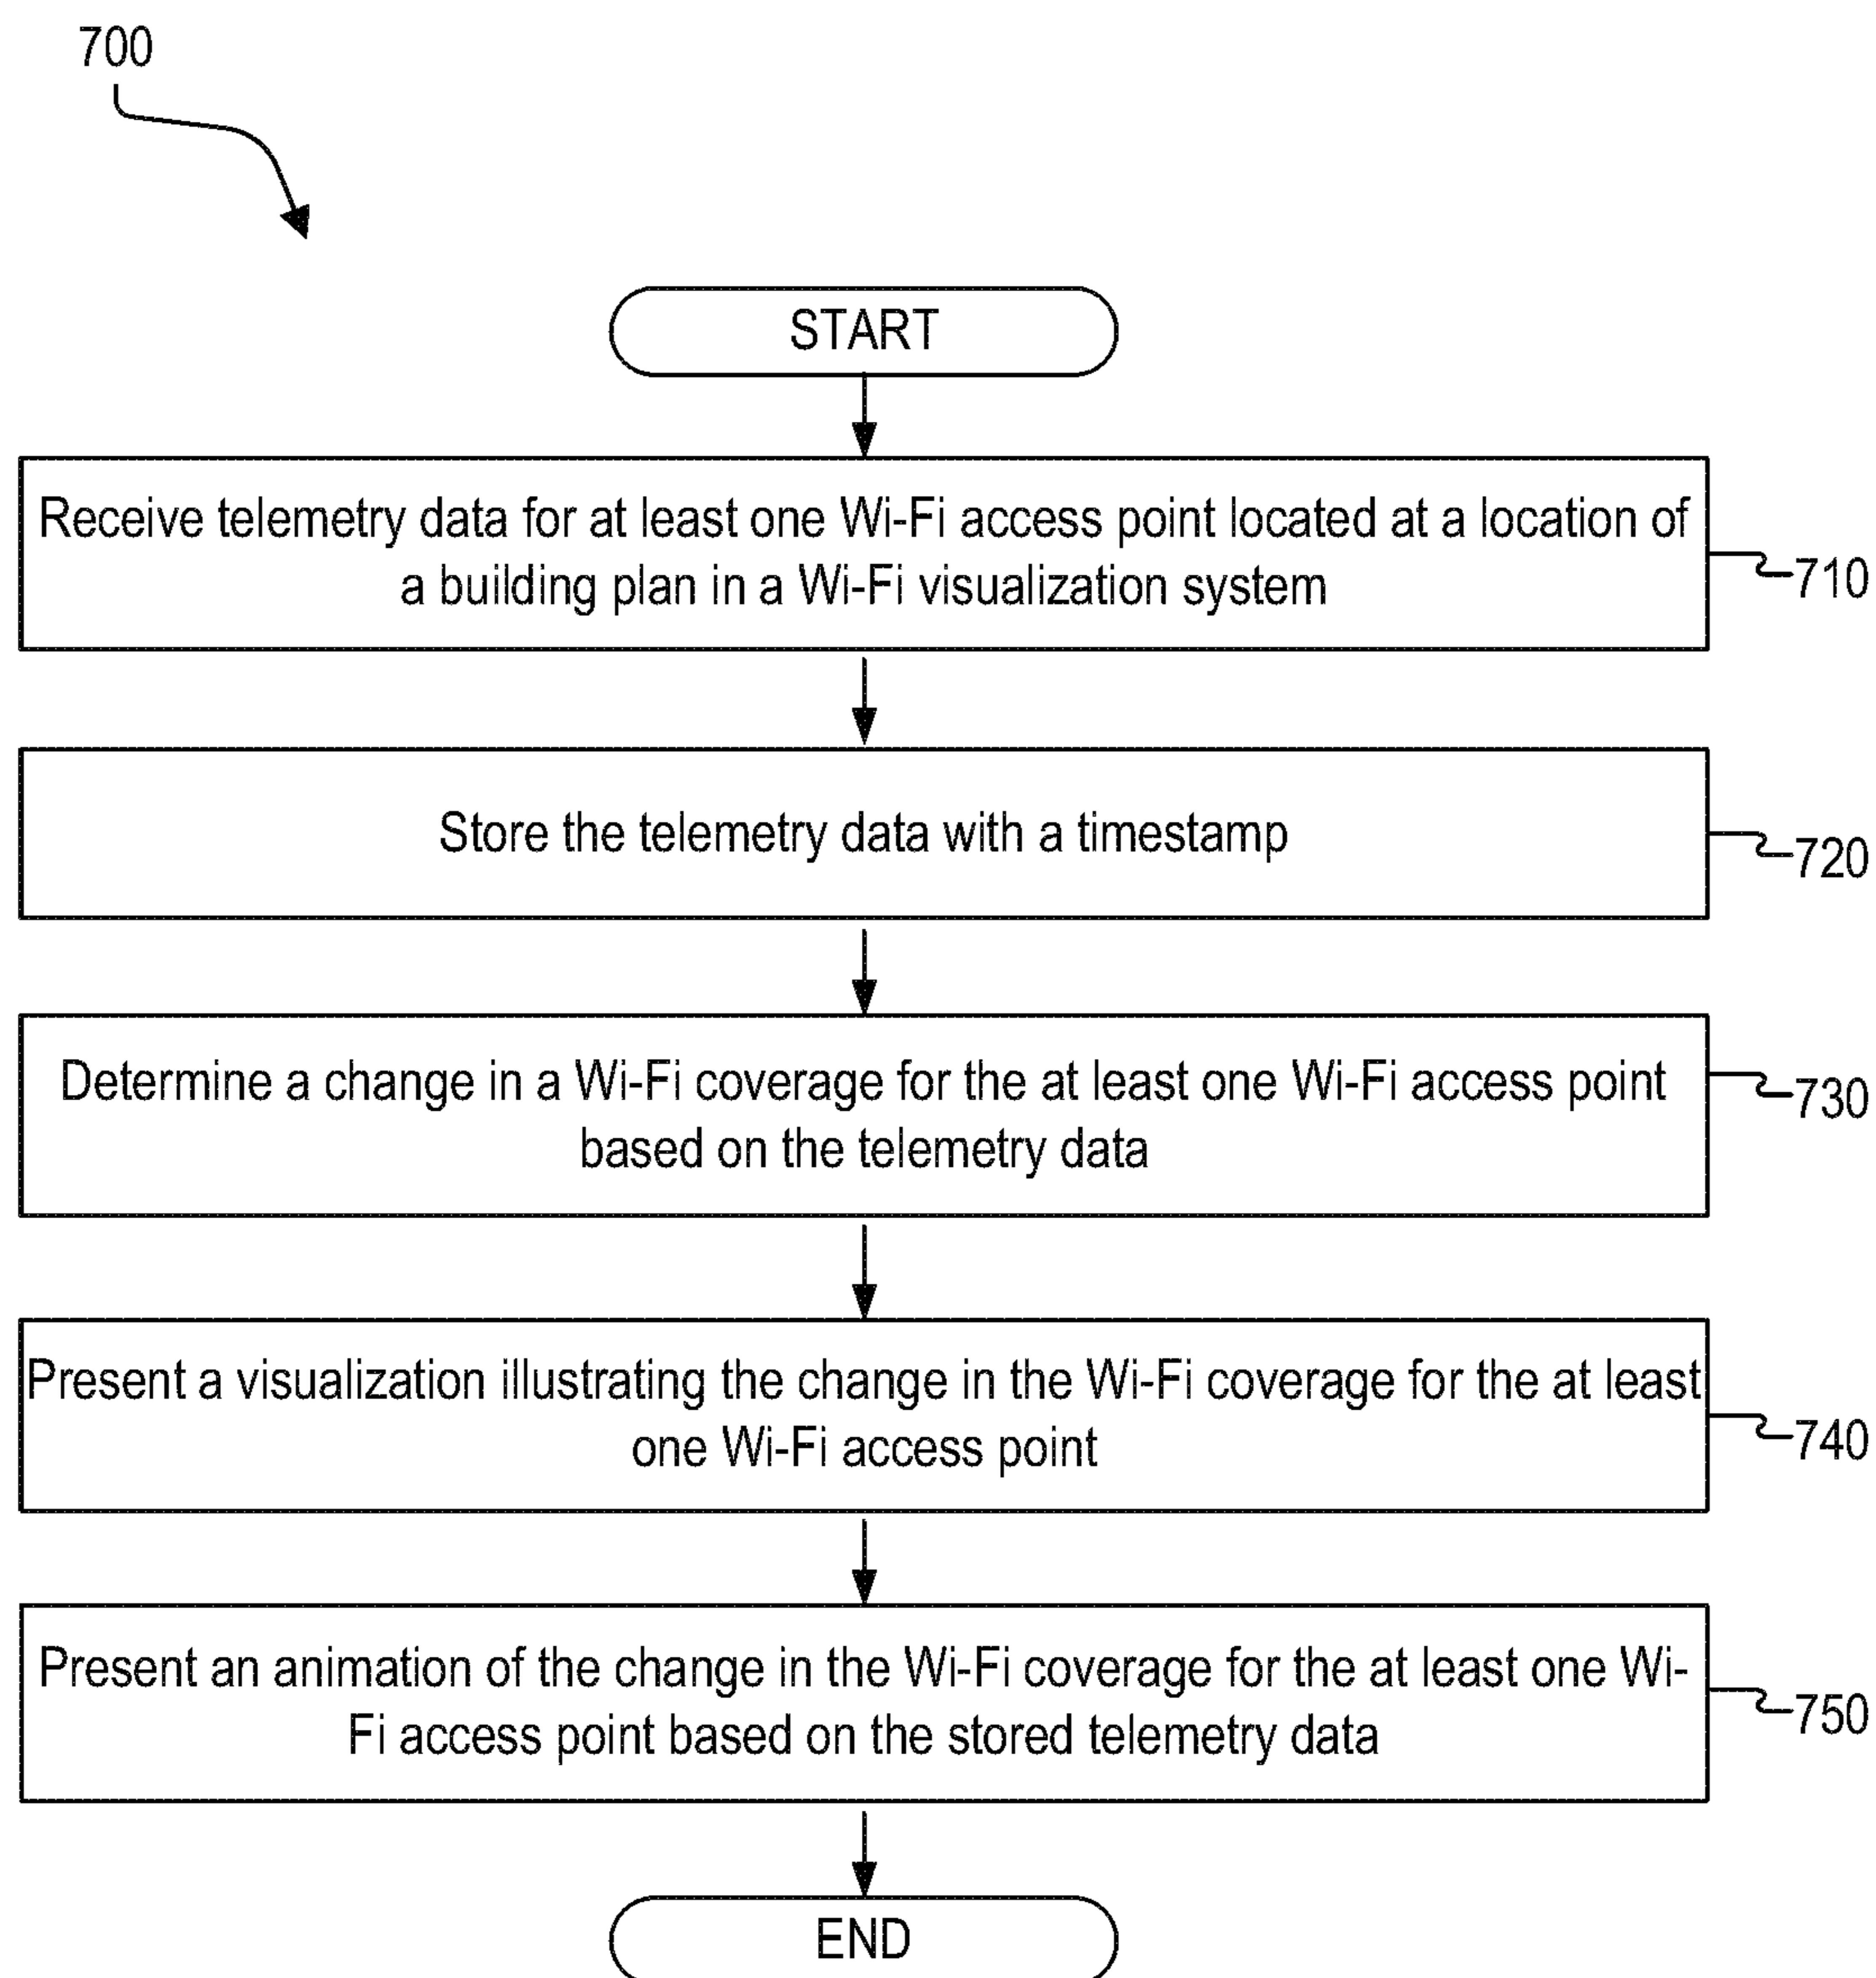 700
START
Receive telemetry data for at least one Wi-Fi access point located at a location of
a building plan in a Wi-Fi visualization system
710
Store the telemetry data with a timestamp
720
Determine a change in a Wi-Fi coverage for the at least one Wi-Fi access point
based on the telemetry data
730
Present a visualization illustrating the change in the Wi-Fi coverage for the at least
one Wi-Fi access point
740
Present an animation of the change in the Wi-Fi coverage for the at least one Wi-
Fi access point based on the stored telemetry data
750
END